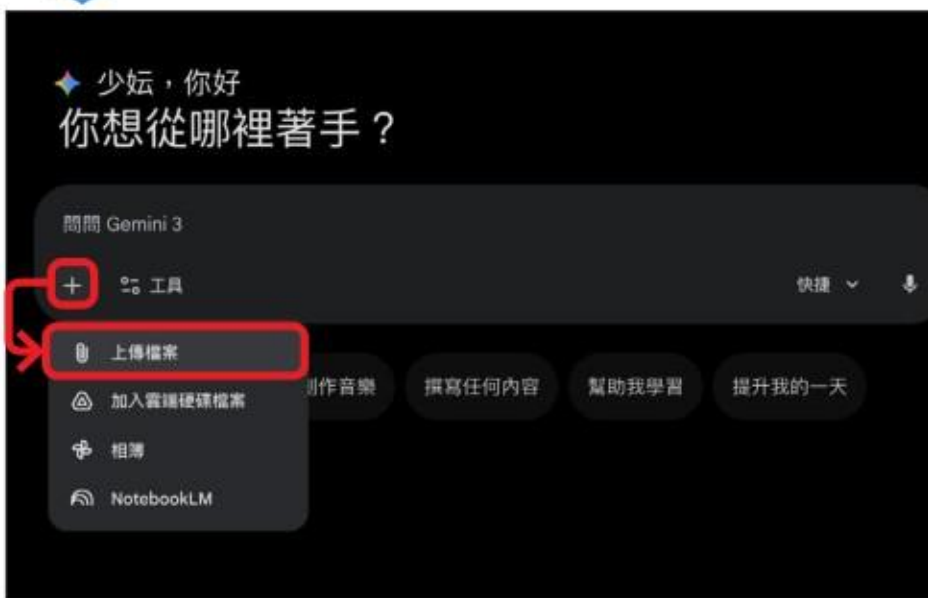 少妘，你好
你想從哪裡著手？
問問 Gemini 3
工具
快捷
上傳檔案
創作音樂 撰寫任何內容 幫助我學習 提升我的一天
加入雲端硬碟檔案
相簿
NotebookLM